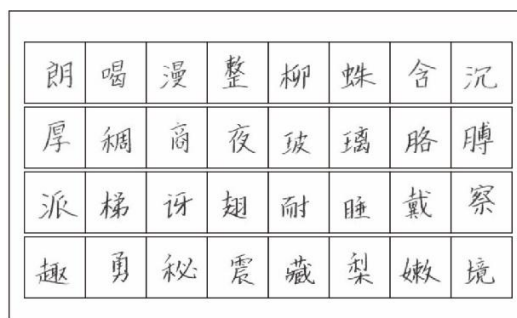 朗喝漫整柳蛛含沉
厚稠商夜玻璃胳膊
派梯讶翅耐睡戴察
趣勇秘震藏梨嫩境